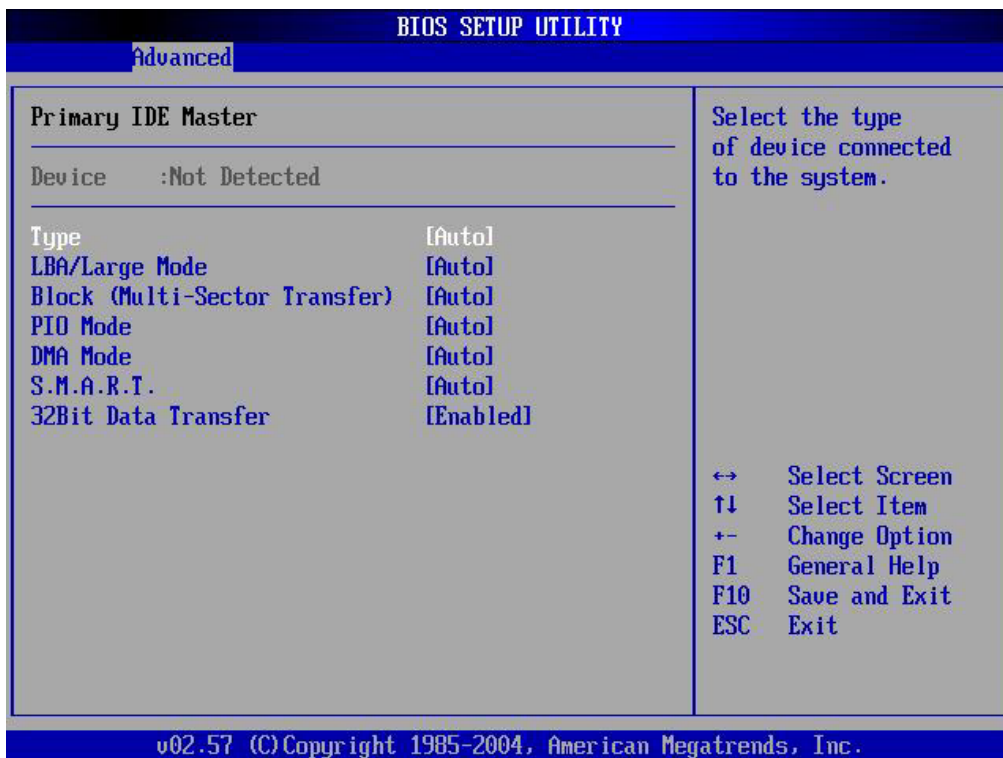 BIOS SETUP UTILITY
Advanced
Primary IDE Master
Device :Not Detected
Type [Auto]
LBA/Large Mode [Auto]
Block (Multi-Sector Transfer) [Auto]
PIO Mode [Auto]
DMA Mode [Auto]
S.M.A.R.T. [Auto]
32Bit Data Transfer [Enabled]
Select the type
of device connected
to the system.
←→ Select Screen
↑↓ Select Item
+- Change Option
F1 General Help
F10 Save and Exit
ESC Exit
v02.57 (C)Copyright 1985-2004, American Megatrends, Inc.